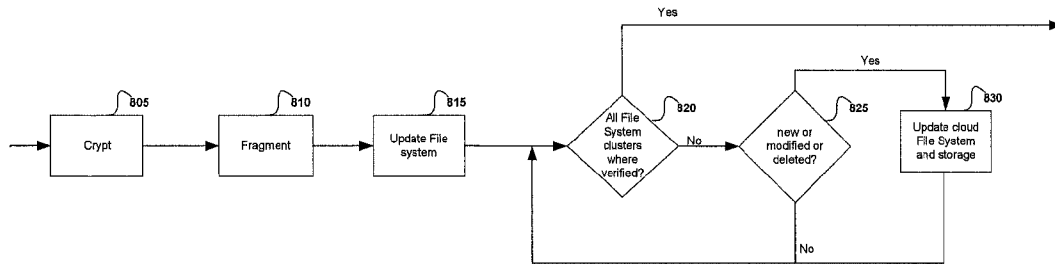 Yes
Yes
805
810
815
820
825
830
Crypt
Fragment
Update File
system
All File
System
clusters
where
verified?
No
new or
modified or
deleted?
Update cloud
File System
and storage
No